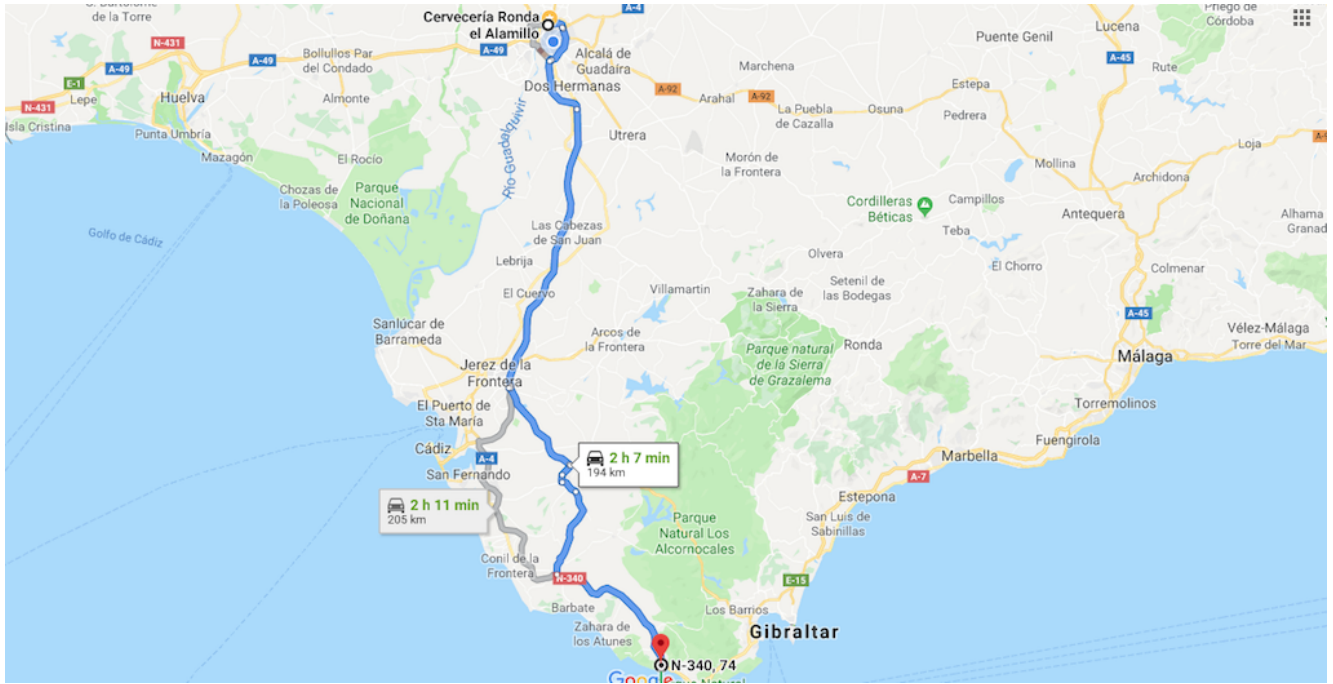 de la Torre
N-431
A-49
E-1
A-49
Lepe
N-431
Isla Cristina
Huelva
Punta Umbría
Mazagón
Bollullos Par
del Condado
Almonte
El Rocío
Chozas de
la Poleosa
Parque
Nacional
de Doñana
Golfo de Cádiz
Río Guadalquivir
Cervecería Ronda
el Alamillo
A-4
A-49
A-49
Alcalá de
Guadaíra
Dos Hermanas
A-92
Utrera
Marchena
Arahal
A-92
La Puebla
de Cazalla
Osuna
Morón de
la Frontera
Puente Genil
Estepa
Pedrera
Lucena
A-45
Rute
Priego de
Córdoba
Loja
Mollina
Archidona
Antequera
Alhama
Granad
Cordilleras
Béticas
Campillos
Teba
El Chorro
Colmenar
Las Cabezas
de San Juan
Lebrija
El Cuervo
Villamartin
Olvera
Zahara de
la Sierra
Setenil de
las Bodegas
Sanlúcar de
Barrameda
Arcos de
la Frontera
Parque natural
de la Sierra
de Grazalema
Ronda
A-45
Málaga
Vélez-Málaga
Torre del Mar
Torremolinos
Fuengirola
Marbella
A-7
Estepona
San Luis de
Sabinillas
Jerez de la
Frontera
El Puerto de
Sta María
Cádiz
A-4
San Fernando
2 h 7 min
194 km
2 h 11 min
205 km
Parque
Natural Los
Alcornocales
Conil de la
Frontera
N-340
Barbate
Zahara de
los Atunes
E-15
Los Barrios
Gibraltar
N-340, 74
Google
que Natural